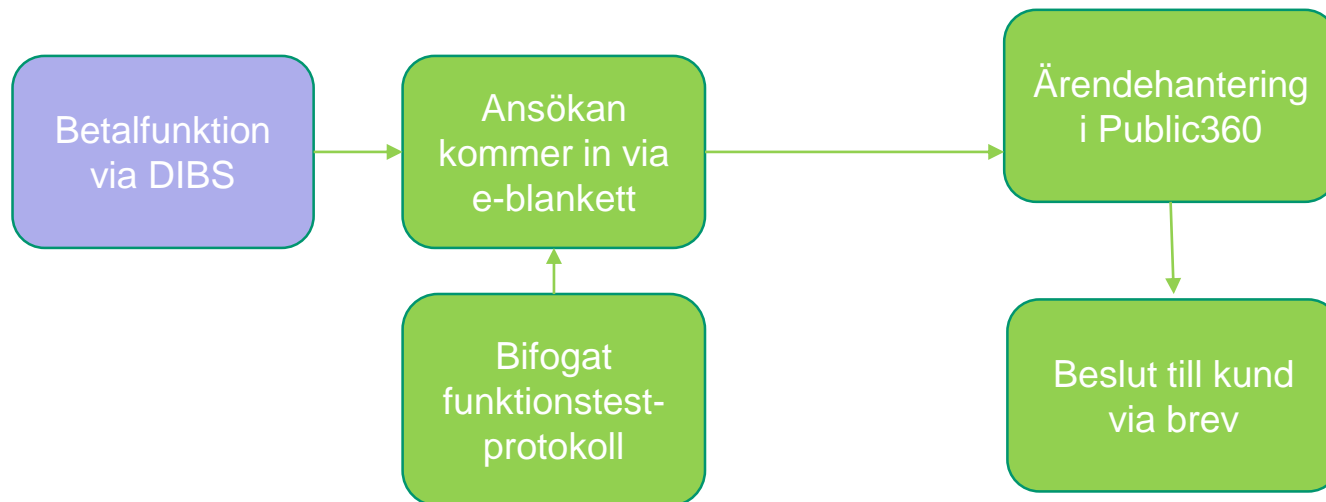 Betalfunktion
via DIBS
Ansökan
kommer in via
e-blankett
Ärendehantering
i Public360
Bifogat
funktionstest-
protokoll
Beslut till kund
via brev